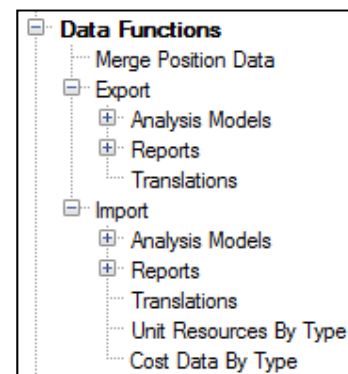 Data Functions
Merge Position Data
Export
Analysis Models
Reports
Translations
Import
Analysis Models
Reports
Translations
Unit Resources By Type
Cost Data By Type